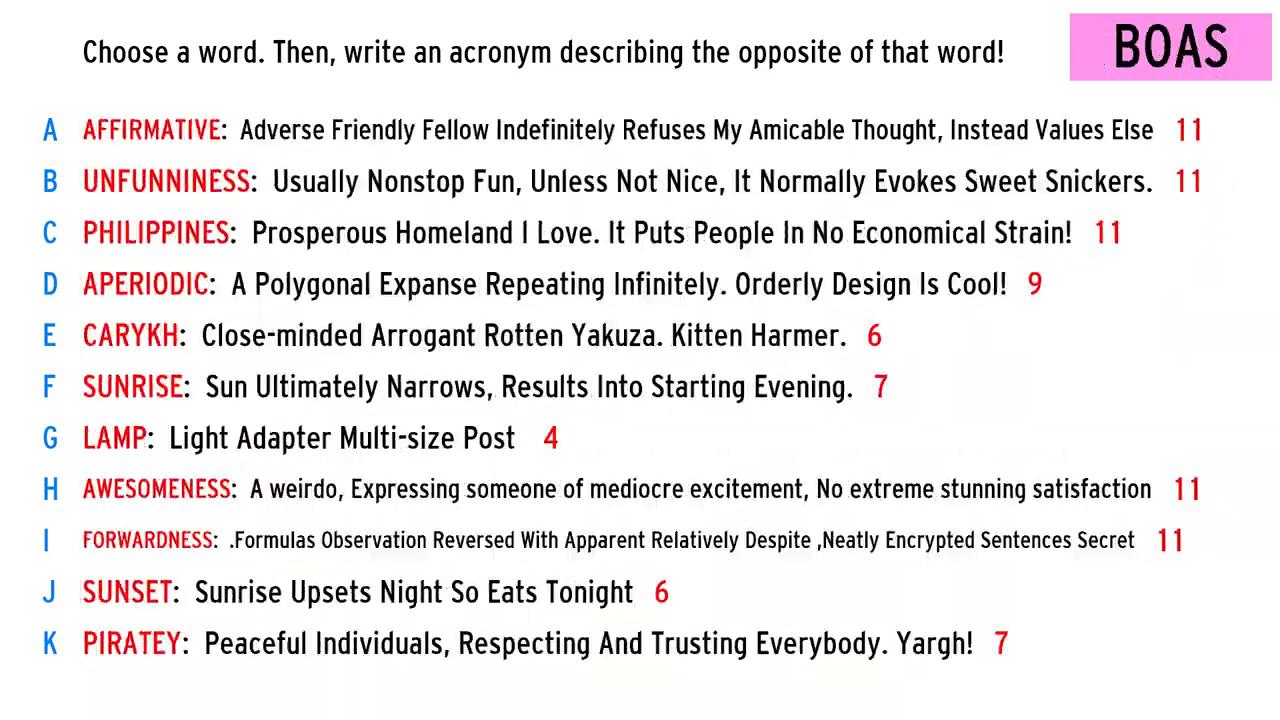 Choose a word. Then, write an acronym describing the opposite of that word!
BOAS
A AFFIRMATIVE: Adverse Friendly Fellow Indefinitely Refuses My Amicable Thought, Instead Values Else 11
B UNFUNNINESS: Usually Nonstop Fun, Unless Not Nice, It Normally Evokes Sweet Snickers. 11
C PHILIPPINES: Prosperous Homeland I Love. It Puts People In No Economical Strain! 11
D APERIODIC: A Polygonal Expanse Repeating Infinitely. Orderly Design Is Cool! 9
E CARYKH: Close-minded Arrogant Rotten Yakuza. Kitten Harmer. 6
F SUNRISE: Sun Ultimately Narrows, Results Into Starting Evening. 7
G LAMP: Light Adapter Multi-size Post 4
H AWESOMENESS: A weirdo, Expressing someone of mediocre excitement, No extreme stunning satisfaction 11
I FORWARDNESS: .Formulas Observation Reversed With Apparent Relatively Despite ,Neatly Encrypted Sentences Secret 11
J SUNSET: Sunrise Upsets Night So Eats Tonight 6
K PIRATEY: Peaceful Individuals, Respecting And Trusting Everybody. Yargh! 7